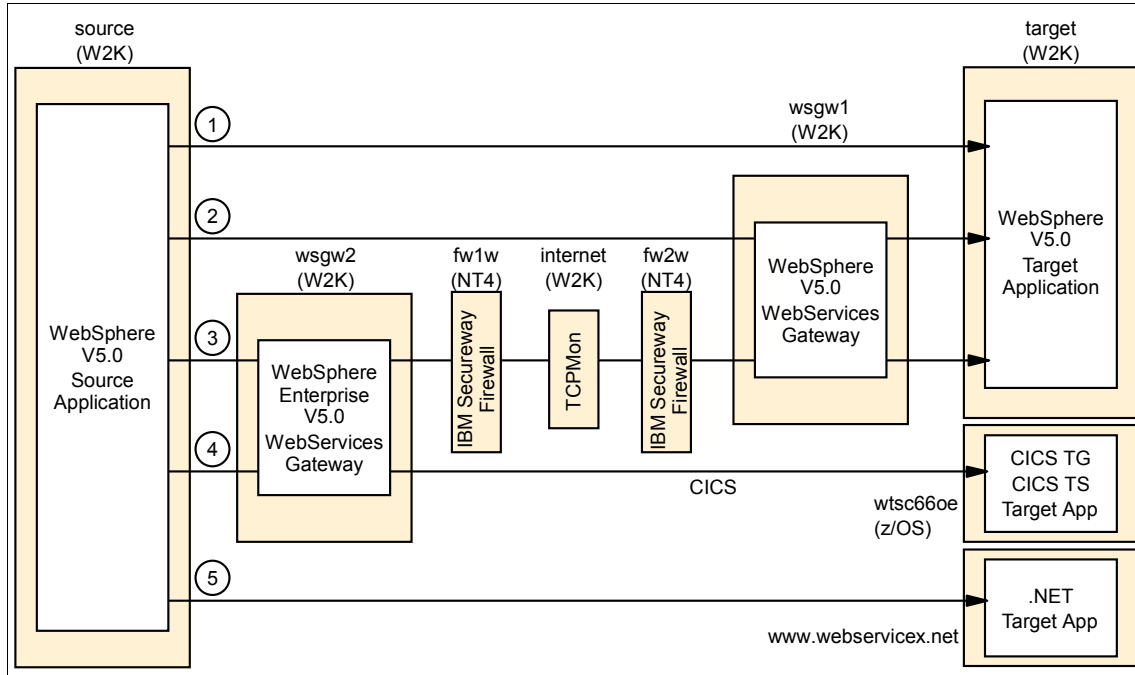 source
(W2K)
target
(W2K)
WebSphere
V5.0
Source
Application
1
2
3
4
5
wsgw1
(W2K)
WebSphere
V5.0
WebServices
Gateway
WebSphere
V5.0
Target
Application
wsgw2
(W2K)
WebSphere
Enterprise
V5.0
WebServices
Gateway
fw1w
(NT4)
IBM Secureway
Firewall
internet
(W2K)
TCPMon
fw2w
(NT4)
IBM Secureway
Firewall
CICS
wtsc66oe
(z/OS)
CICS TG
CICS TS
Target App
www.webservicex.net
.NET
Target App